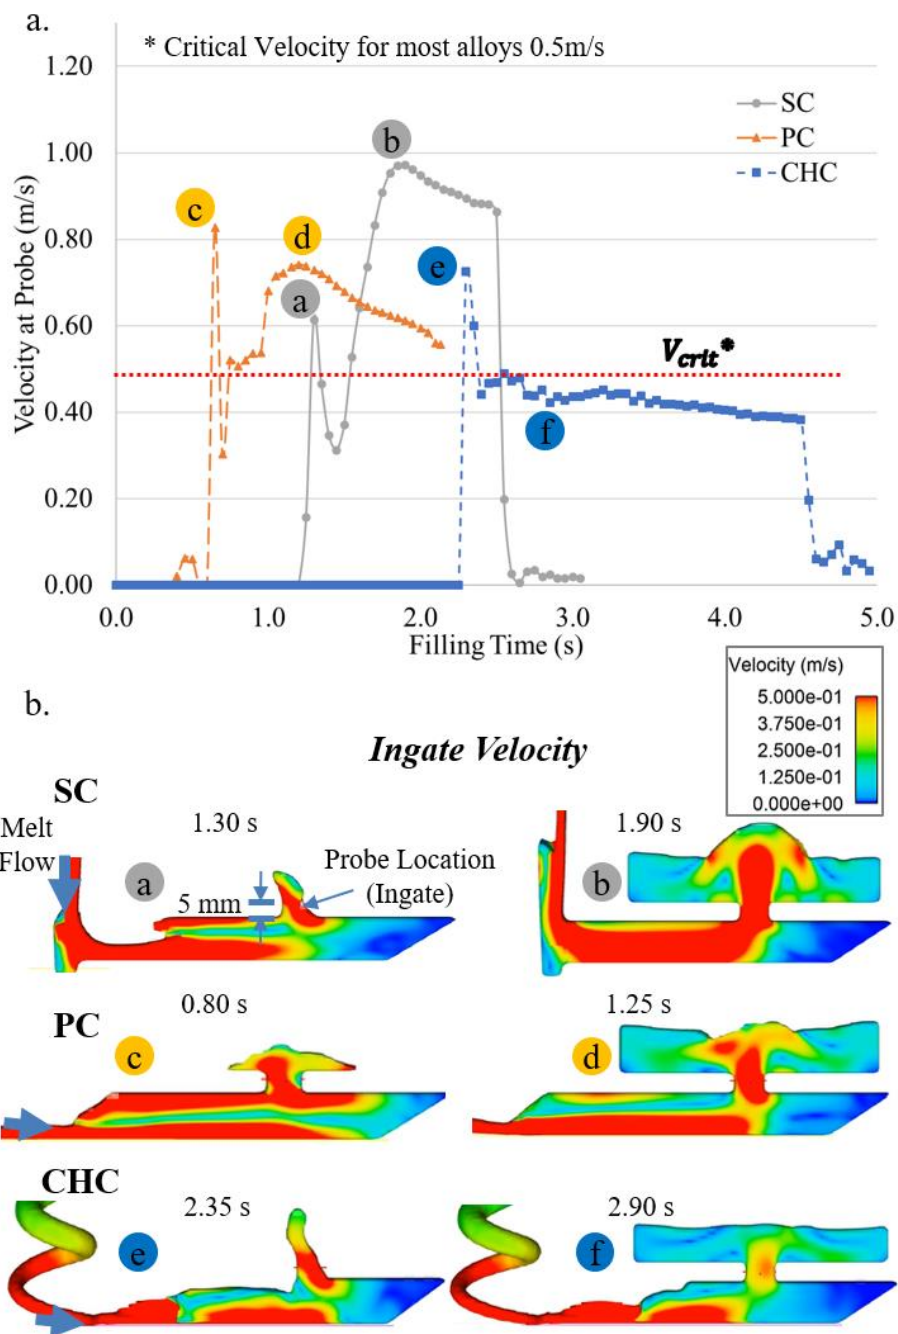 a.
* Critical Velocity for most alloys 0.5m/s
1.20
1.00
0.80
0.60
0.40
0.20
0.00
Velocity at Probe (m/s)
SC
PC
CHC
b
c
d
a
e
f
Vcrit*
0.0 1.0 2.0 3.0 4.0 5.0
Filling Time (s)
Velocity (m/s)
5.000e-01
3.750e-01
2.500e-01
1.250e-01
0.000e+00
b.
Ingate Velocity
SC
Melt
Flow
1.30 s
a
5 mm
Probe Location
(Ingate)
1.90 s
b
PC
0.80 s
c
1.25 s
d
CHC
2.35 s
e
2.90 s
f